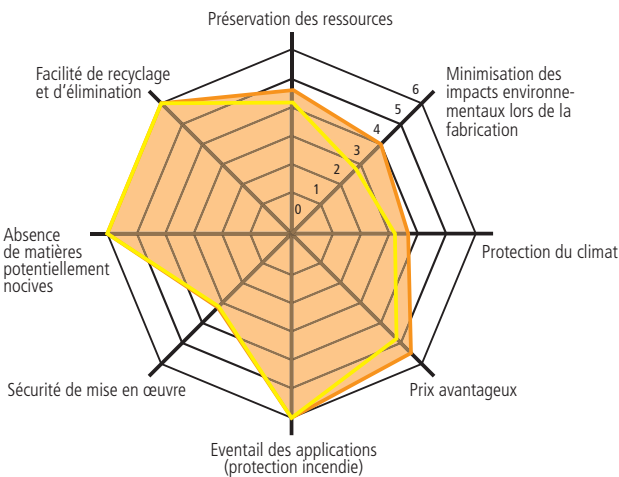 Préservation des ressources
Facilité de recyclage
et d'élimination
6
5
4
3
2
1
0
Minimisation des
impacts environne-
mentaux lors de la
fabrication
Absence
de matières
potentiellement
nocives
Protection du climat
Sécurité de mise en œuvre
Prix avantageux
Eventail des applications
(protection incendie)